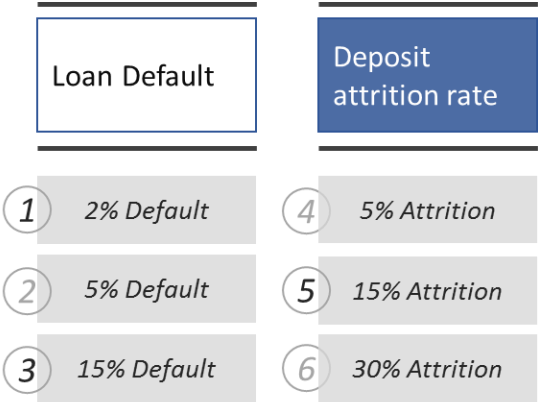 Loan Default
Deposit
attrition rate
1 2% Default
2 5% Default
3 15% Default
4 5% Attrition
5 15% Attrition
6 30% Attrition